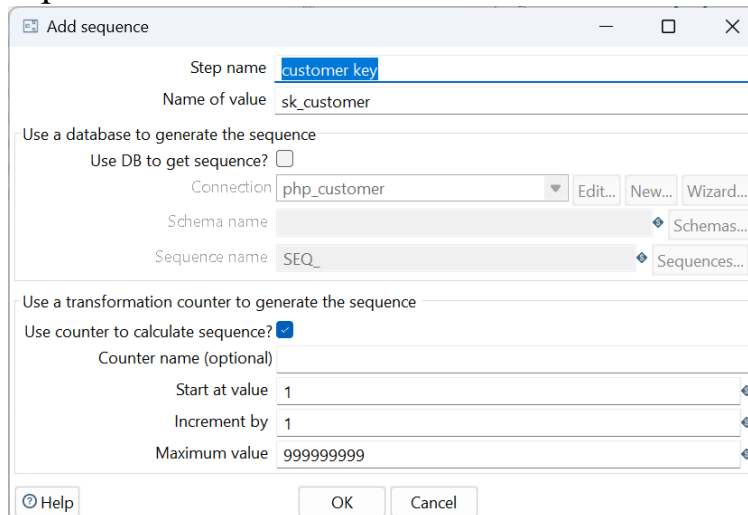 Add sequence
Step name customer key
Name of value sk_customer
Use a database to generate the sequence
Use DB to get sequence?
Connection php_customer Edit... New... Wizard...
Schema name Schemas...
Sequence name SEQ_ Sequences...
Use a transformation counter to generate the sequence
Use counter to calculate sequence?
Counter name (optional)
Start at value 1
Increment by 1
Maximum value 999999999
Help OK Cancel